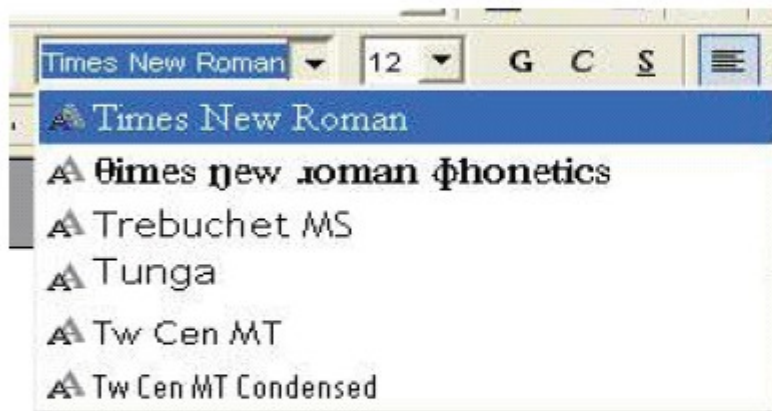 Times New Roman 12 G C S
Times New Roman
θimes ŋew ɹoman ɸhonetics
Trebuchet MS
Tunga
Tw Cen MT
Tw Cen MT Condensed